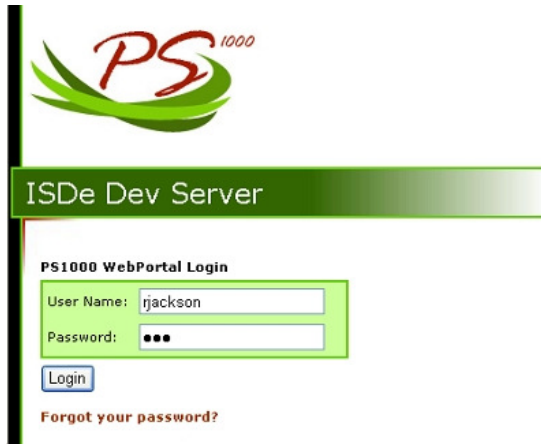 PS 1000
ISDe Dev Server
PS1000 WebPortal Login
User Name: rjackson
Password: •••
Login
Forgot your password?